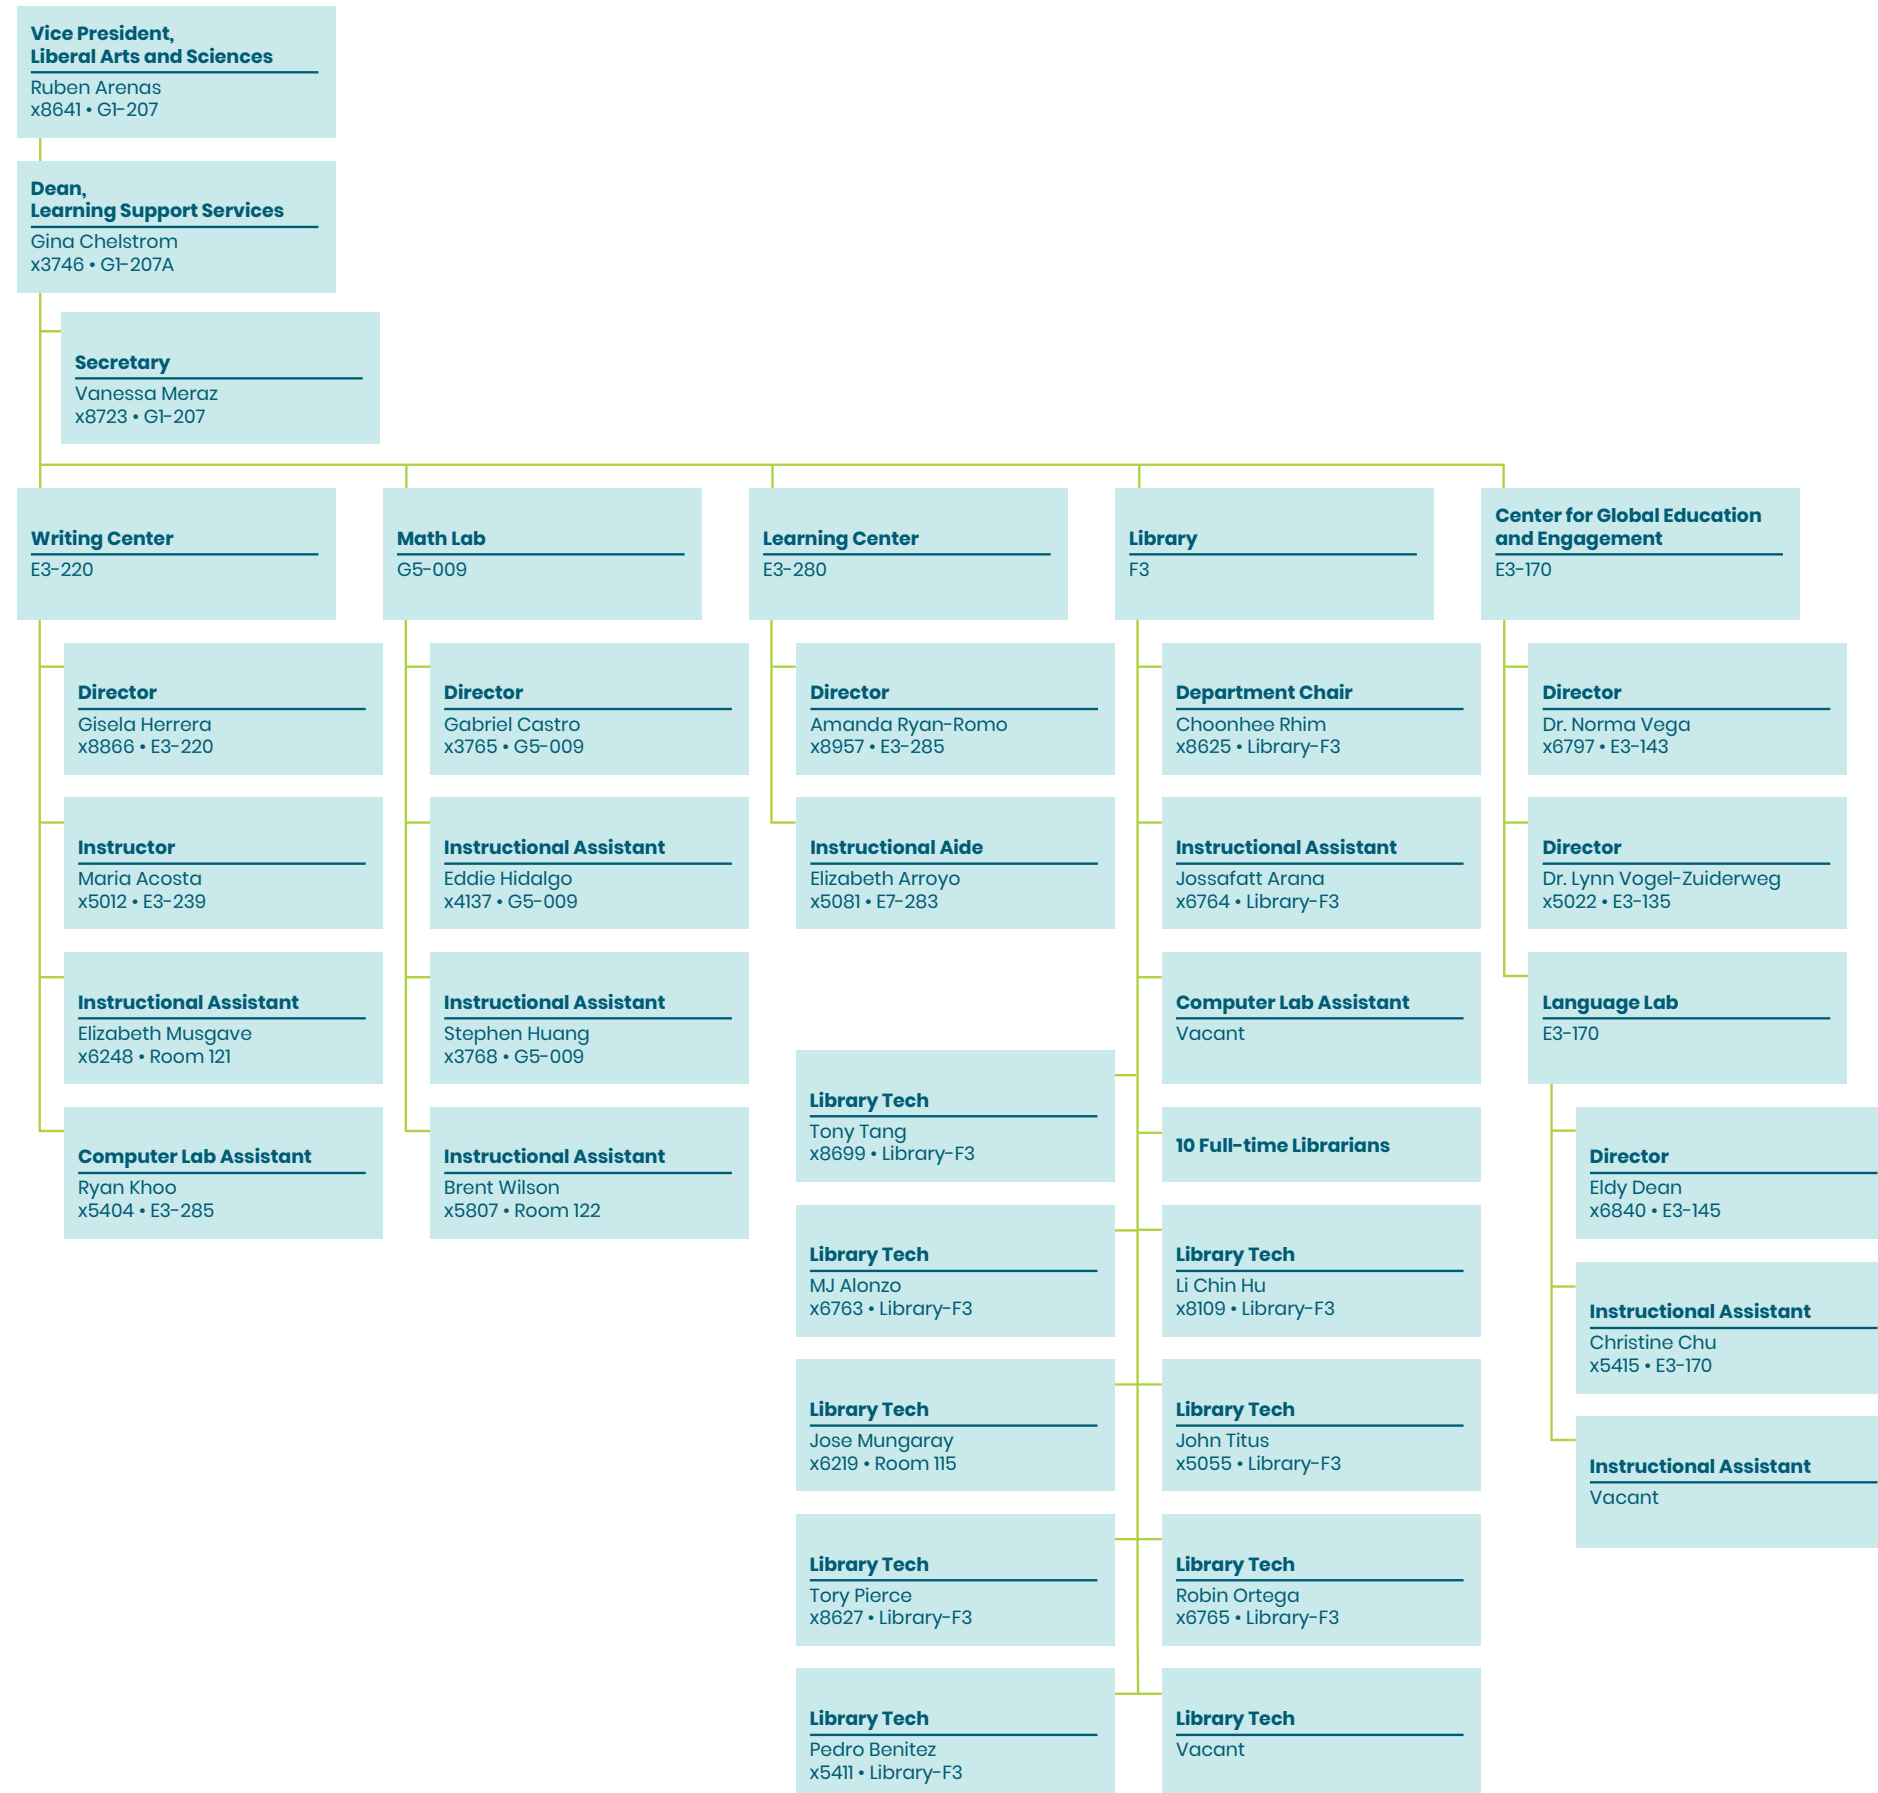 Vice President,
Liberal Arts and Sciences
Ruben Arenas
x8641 • G1-207
Dean,
Learning Support Services
Gina Chelstrom
x3746 • G1-207A
Secretary
Vanessa Meraz
x8723 • G1-207
Writing Center
E3-220
Director
Gisela Herrera
x8866 • E3-220
Instructor
Maria Acosta
x5012 • E3-239
Instructional Assistant
Elizabeth Musgave
x6248 • Room 121
Computer Lab Assistant
Ryan Khoo
x5404 • E3-285
Math Lab
G5-009
Director
Gabriel Castro
x3765 • G5-009
Instructional Assistant
Eddie Hidalgo
x4137 • G5-009
Instructional Assistant
Stephen Huang
x3768 • G5-009
Instructional Assistant
Brent Wilson
x5807 • Room 122
Learning Center
E3-280
Director
Amanda Ryan-Romo
x8957 • E3-285
Instructional Aide
Elizabeth Arroyo
x5081 • E7-283
Library
F3
Department Chair
Choonhee Rhim
x8625 • Library-F3
Instructional Assistant
Jossafatt Arana
x6764 • Library-F3
Computer Lab Assistant
Vacant
Library Tech
Tony Tang
x8699 • Library-F3
10 Full-time Librarians
Library Tech
MJ Alonzo
x6763 • Library-F3
Library Tech
Li Chin Hu
x8109 • Library-F3
Library Tech
Jose Mungaray
x6219 • Room 115
Library Tech
John Titus
x5055 • Library-F3
Library Tech
Tory Pierce
x8627 • Library-F3
Library Tech
Robin Ortega
x6765 • Library-F3
Library Tech
Pedro Benitez
x5411 • Library-F3
Library Tech
Vacant
Center for Global Education
and Engagement
E3-170
Director
Dr. Norma Vega
x6797 • E3-143
Director
Dr. Lynn Vogel-Zuiderweg
x5022 • E3-135
Language Lab
E3-170
Director
Eldy Dean
x6840 • E3-145
Instructional Assistant
Christine Chu
x5415 • E3-170
Instructional Assistant
Vacant